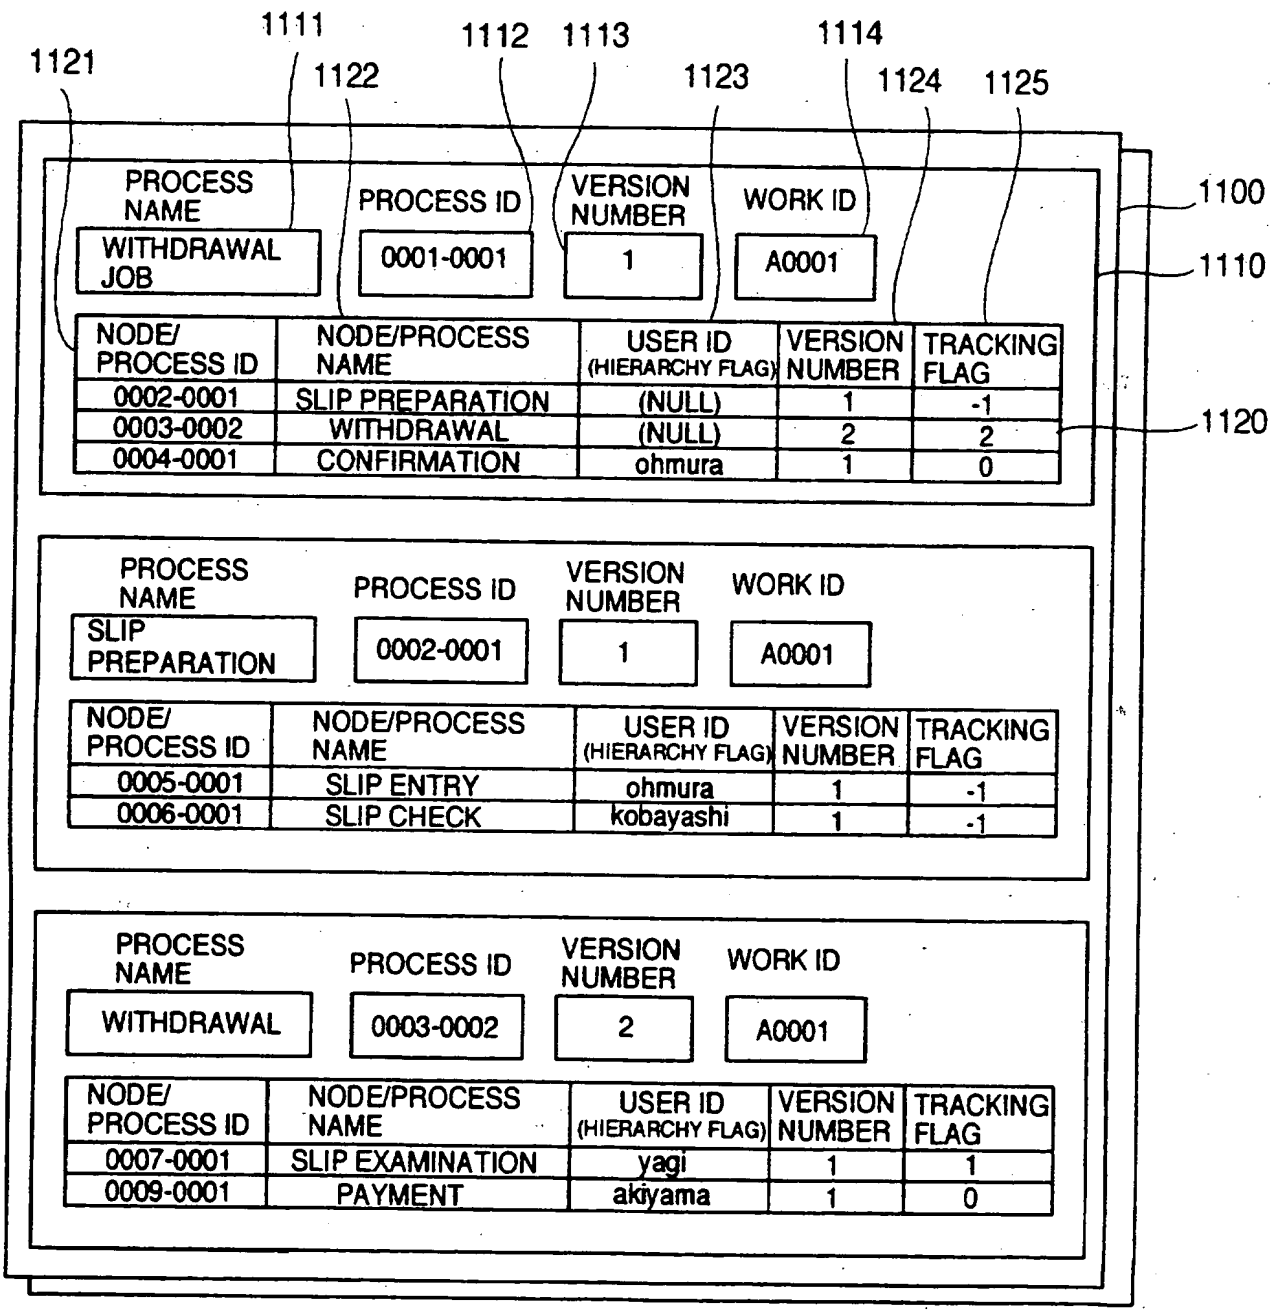 1111
1112
1113
1114
1121
1122
1123
1124
1125
1100
1110
1120
PROCESS
NAME
PROCESS ID
VERSION
NUMBER
WORK ID
WITHDRAWAL
JOB
0001-0001
1
A0001
NODE/
PROCESS ID
NODE/PROCESS
NAME
USER ID
(HIERARCHY FLAG)
VERSION
NUMBER
TRACKING
FLAG
0002-0001 SLIP PREPARATION (NULL) 1 -1
0003-0002 WITHDRAWAL (NULL) 2 2
0004-0001 CONFIRMATION ohmura 1 0
PROCESS
NAME
PROCESS ID
VERSION
NUMBER
WORK ID
SLIP
PREPARATION
0002-0001
1
A0001
NODE/
PROCESS ID
NODE/PROCESS
NAME
USER ID
(HIERARCHY FLAG)
VERSION
NUMBER
TRACKING
FLAG
0005-0001 SLIP ENTRY ohmura 1 -1
0006-0001 SLIP CHECK kobayashi 1 -1
PROCESS
NAME
PROCESS ID
VERSION
NUMBER
WORK ID
WITHDRAWAL
0003-0002
2
A0001
NODE/
PROCESS ID
NODE/PROCESS
NAME
USER ID
(HIERARCHY FLAG)
VERSION
NUMBER
TRACKING
FLAG
0007-0001 SLIP EXAMINATION yagi 1 1
0009-0001 PAYMENT akiyama 1 0